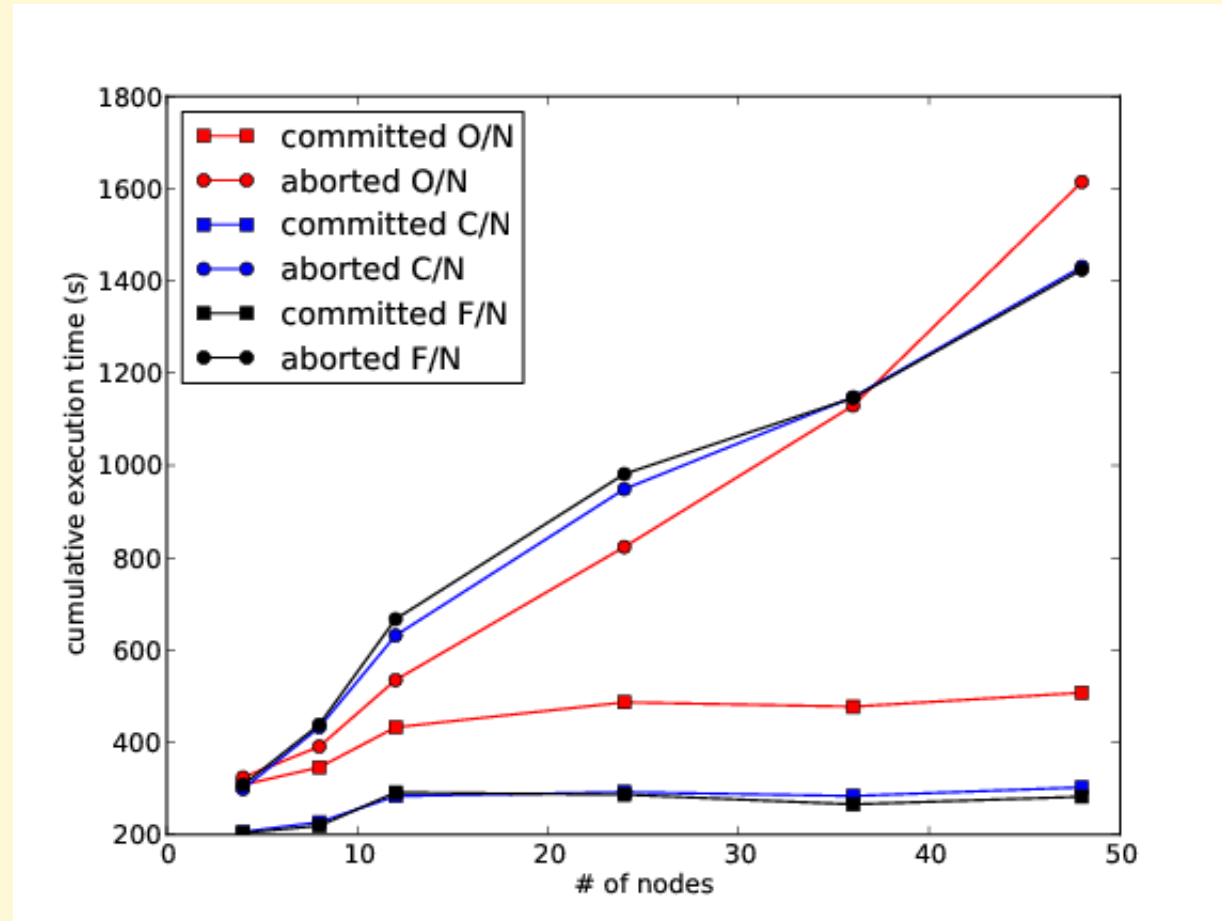 1800
1600
1400
1200
1000
800
600
400
200
cumulative execution time (s)
committed O/N
aborted O/N
committed C/N
aborted C/N
committed F/N
aborted F/N
0 10 20 30 40 50
# of nodes